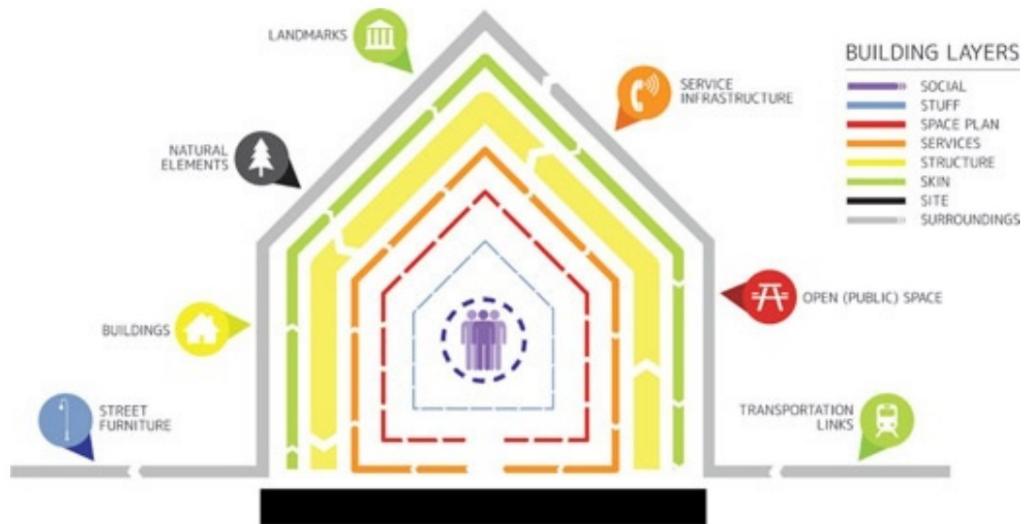 LANDMARKS
SERVICE
INFRASTRUCTURE
NATURAL
ELEMENTS
BUILDINGS
OPEN (PUBLIC) SPACE
STREET
FURNITURE
TRANSPORTATION
LINKS
BUILDING LAYERS
SOCIAL
STUFF
SPACE PLAN
SERVICES
STRUCTURE
SKIN
SITE
SURROUNDINGS